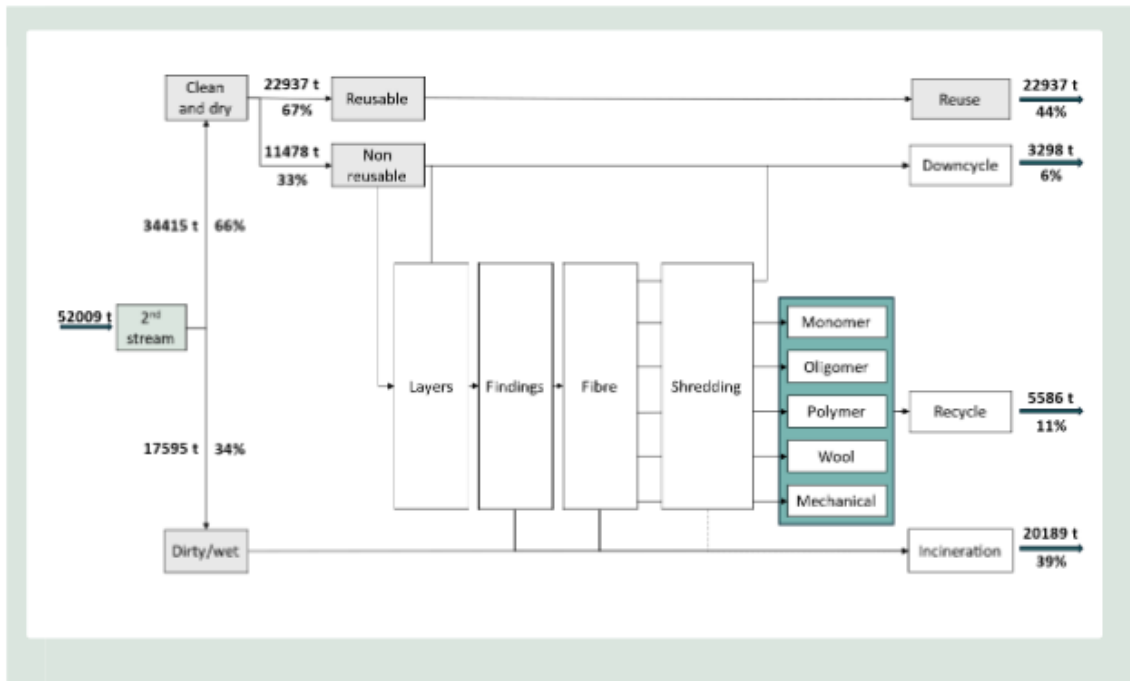 Clean
and dry
22937 t
67%
Reusable
Reuse
22937 t
44%
11478 t
33%
Non
reusable
Downcycle
3298 t
6%
34415 t 66%
52009 t
2nd
stream
Layers
Findings
Fibre
Shredding
Monomer
Oligomer
Polymer
Wool
Mechanical
Recycle
5586 t
11%
17595 t 34%
Dirty/wet
Incineration
20189 t
39%